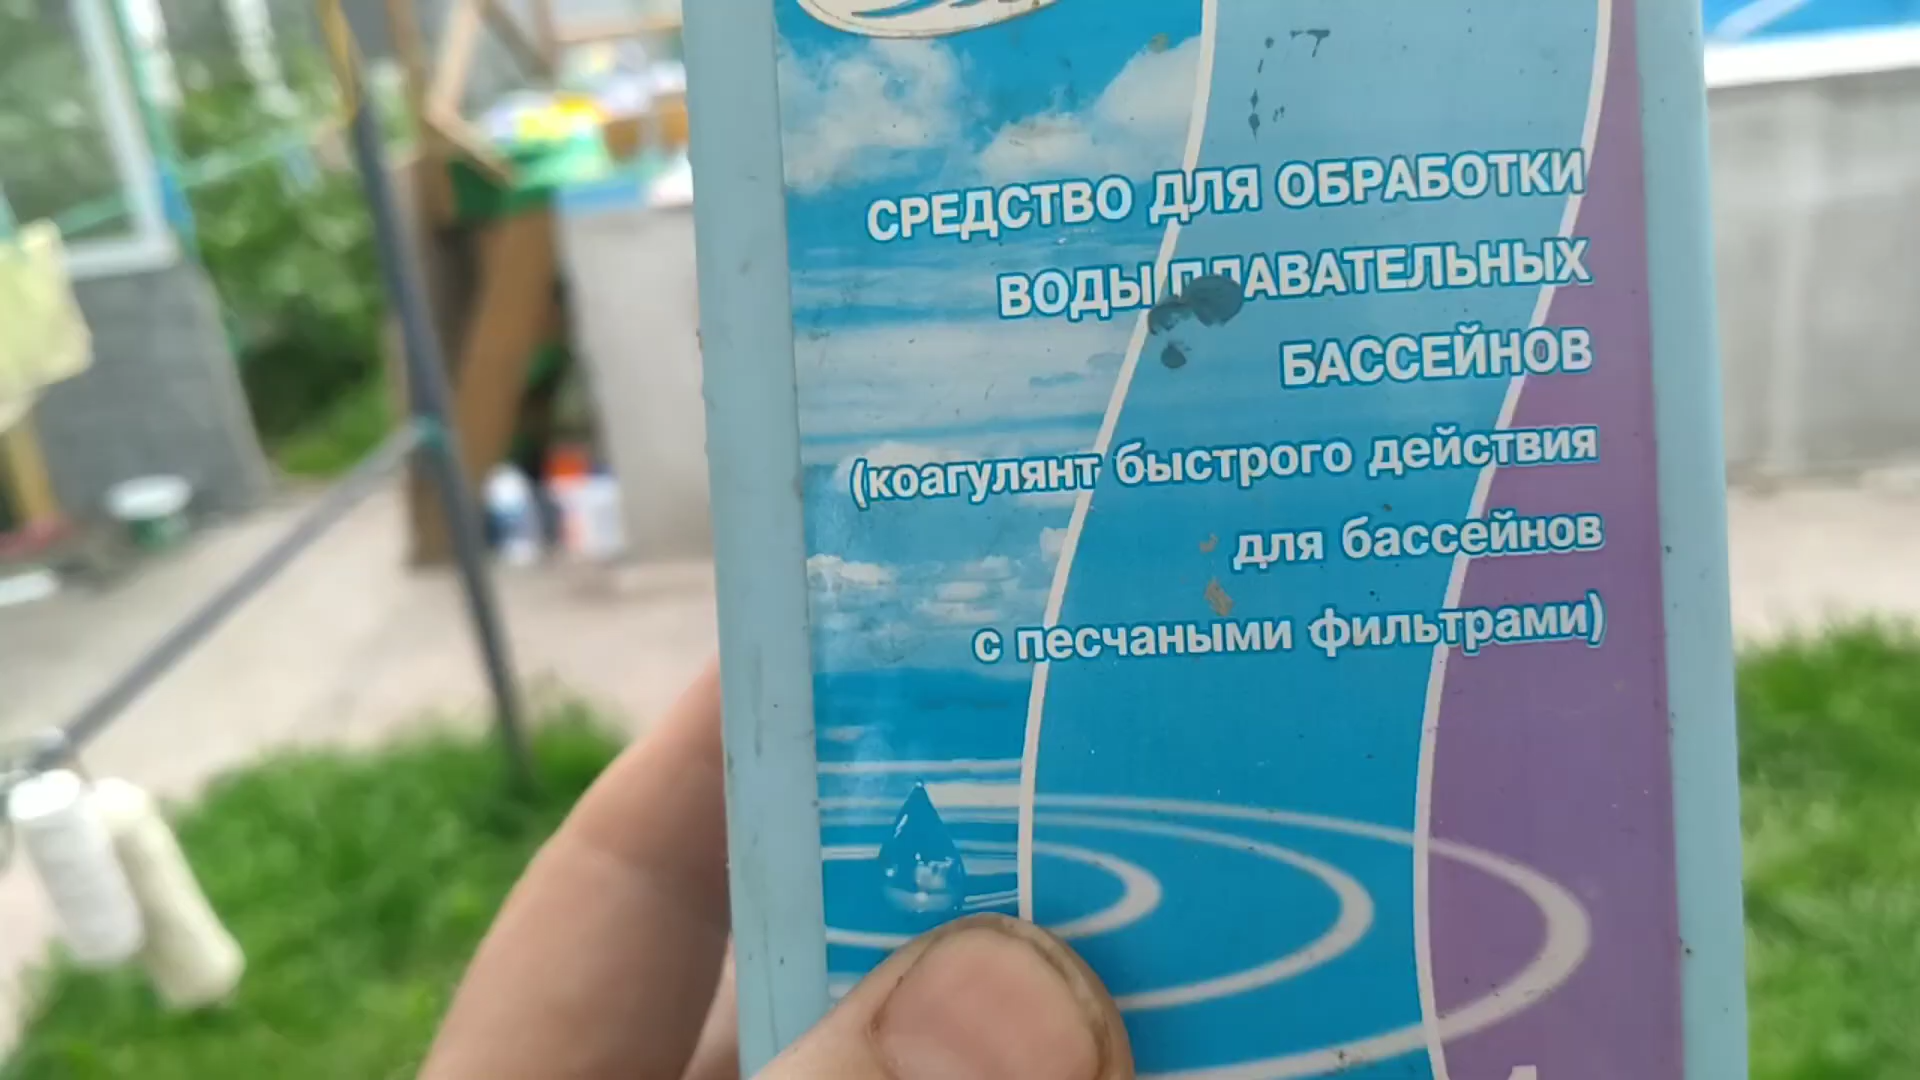 СРЕДСТВО ДЛЯ ОБРАБОТКИ
ВОДЫ ПЛАВАТЕЛЬНЫХ
БАССЕЙНОВ
(коагулянт быстрого действия
для бассейнов
с песчаными фильтрами)